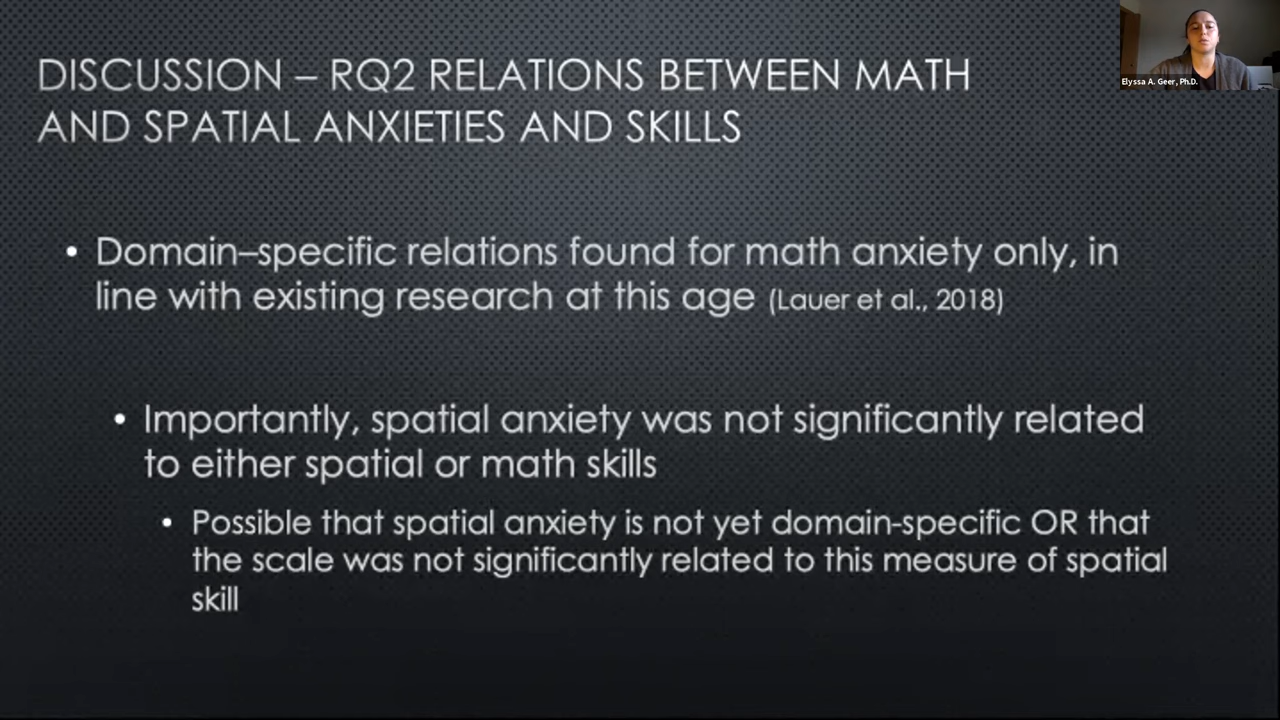 DISCUSSION – RQ2 RELATIONS BETWEEN MATH
AND SPATIAL ANXIETIES AND SKILLS
Elyssa A. Geer, Ph.D.
• Domain–specific relations found for math anxiety only, in
line with existing research at this age (Lauer et al., 2018)
• Importantly, spatial anxiety was not significantly related
to either spatial or math skills
• Possible that spatial anxiety is not yet domain-specific OR that
the scale was not significantly related to this measure of spatial
skill